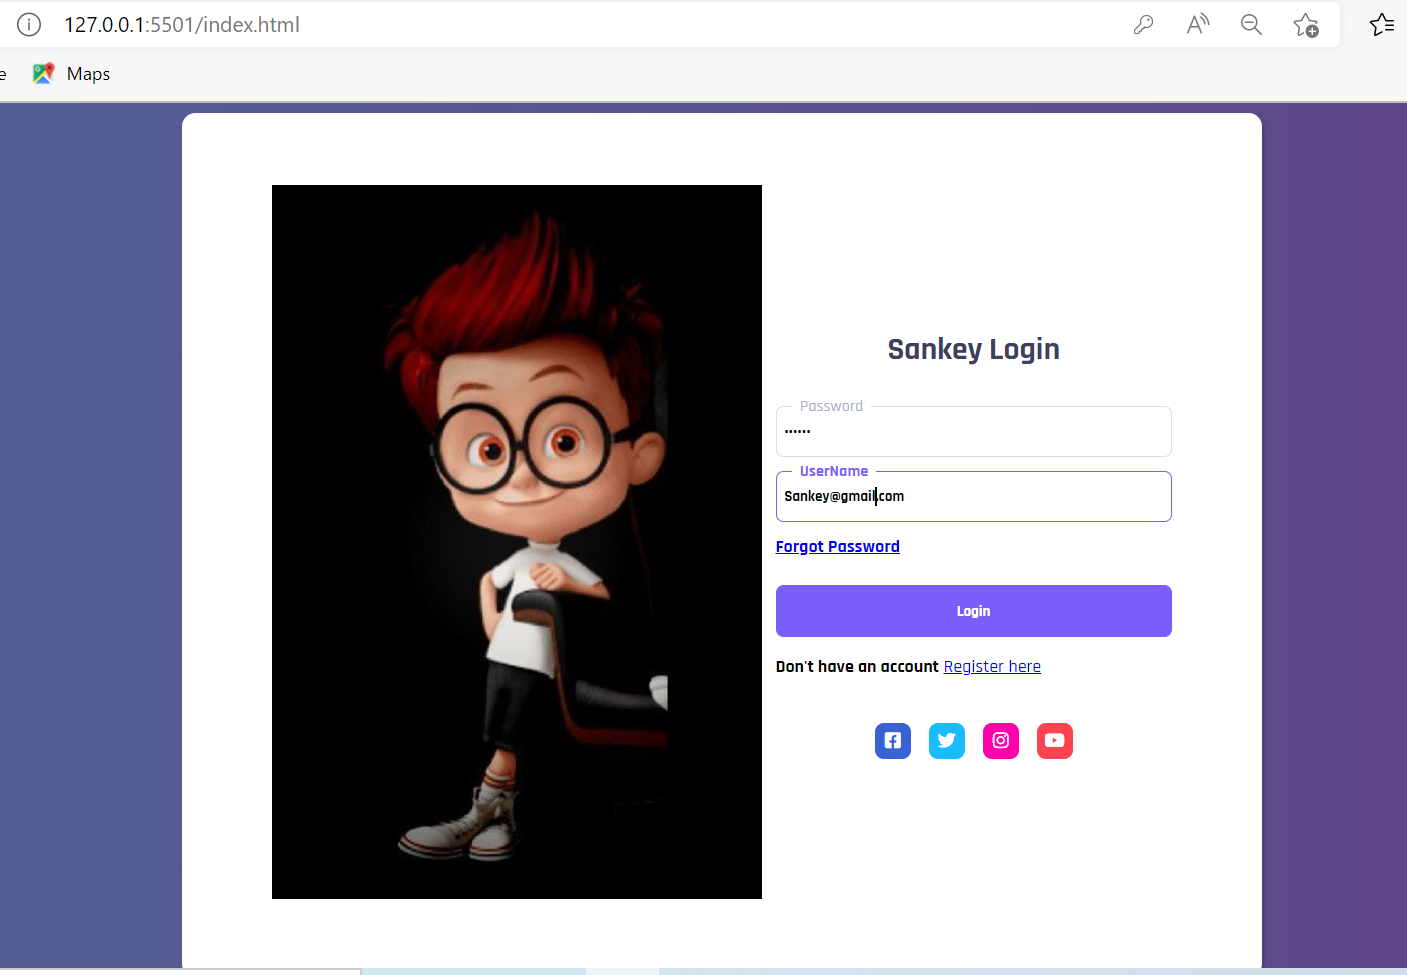 127.0.0.1:5501/index.html
e Maps
Sankey Login
Password
••••••
UserName
Sankey@gmail.com
Forgot Password
Login
Don't have an account Register here